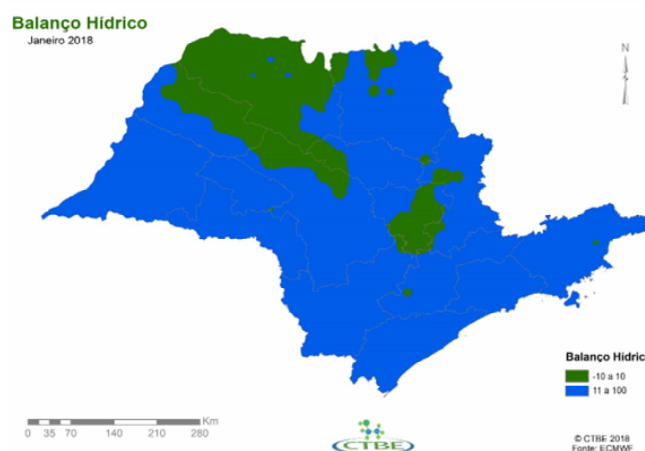 Balanço Hídrico
Janeiro 2018
N
Balanço Hídric
-10 a 10
11 a 100
Km
0 35 70 140 210 280
CTBE
© CTBE 2018
Fonte: ECMWF